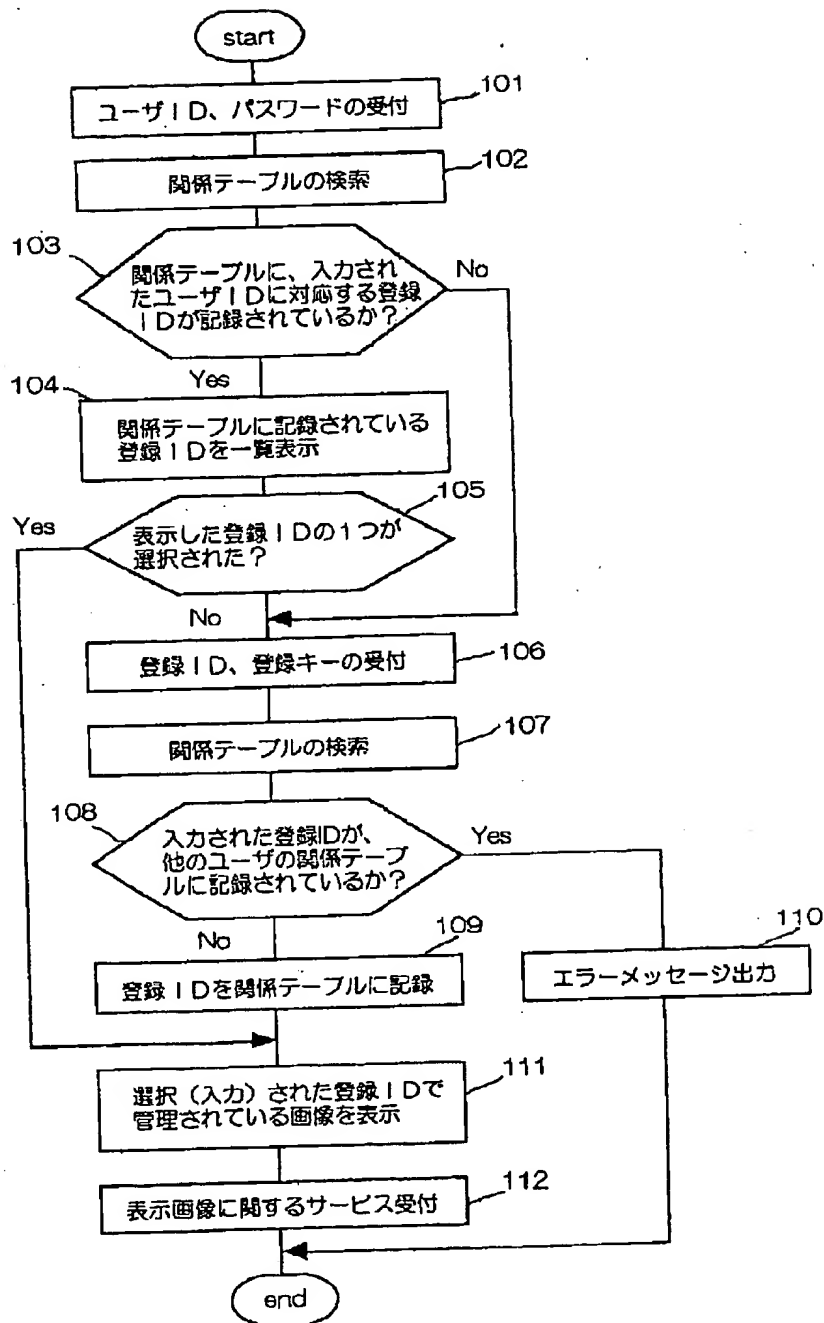 start
101
ユーザID、パスワードの受付
102
関係テーブルの検索
103
関係テーブルに、入力され
たユーザIDに対応する登録
IDが記録されているか？
No
Yes
104
関係テーブルに記録されている
登録IDを一覧表示
105
Yes
表示した登録IDの1つが
選択された？
No
登録ID、登録キーの受付
106
関係テーブルの検索
107
108
入力された登録IDが、
他のユーザの関係テーブ
ルに記録されているか？
Yes
No
109
登録IDを関係テーブルに記録
110
エラーメッセージ出力
選択（入力）された登録IDで
管理されている画像を表示
111
表示画像に関するサービス受付
112
end